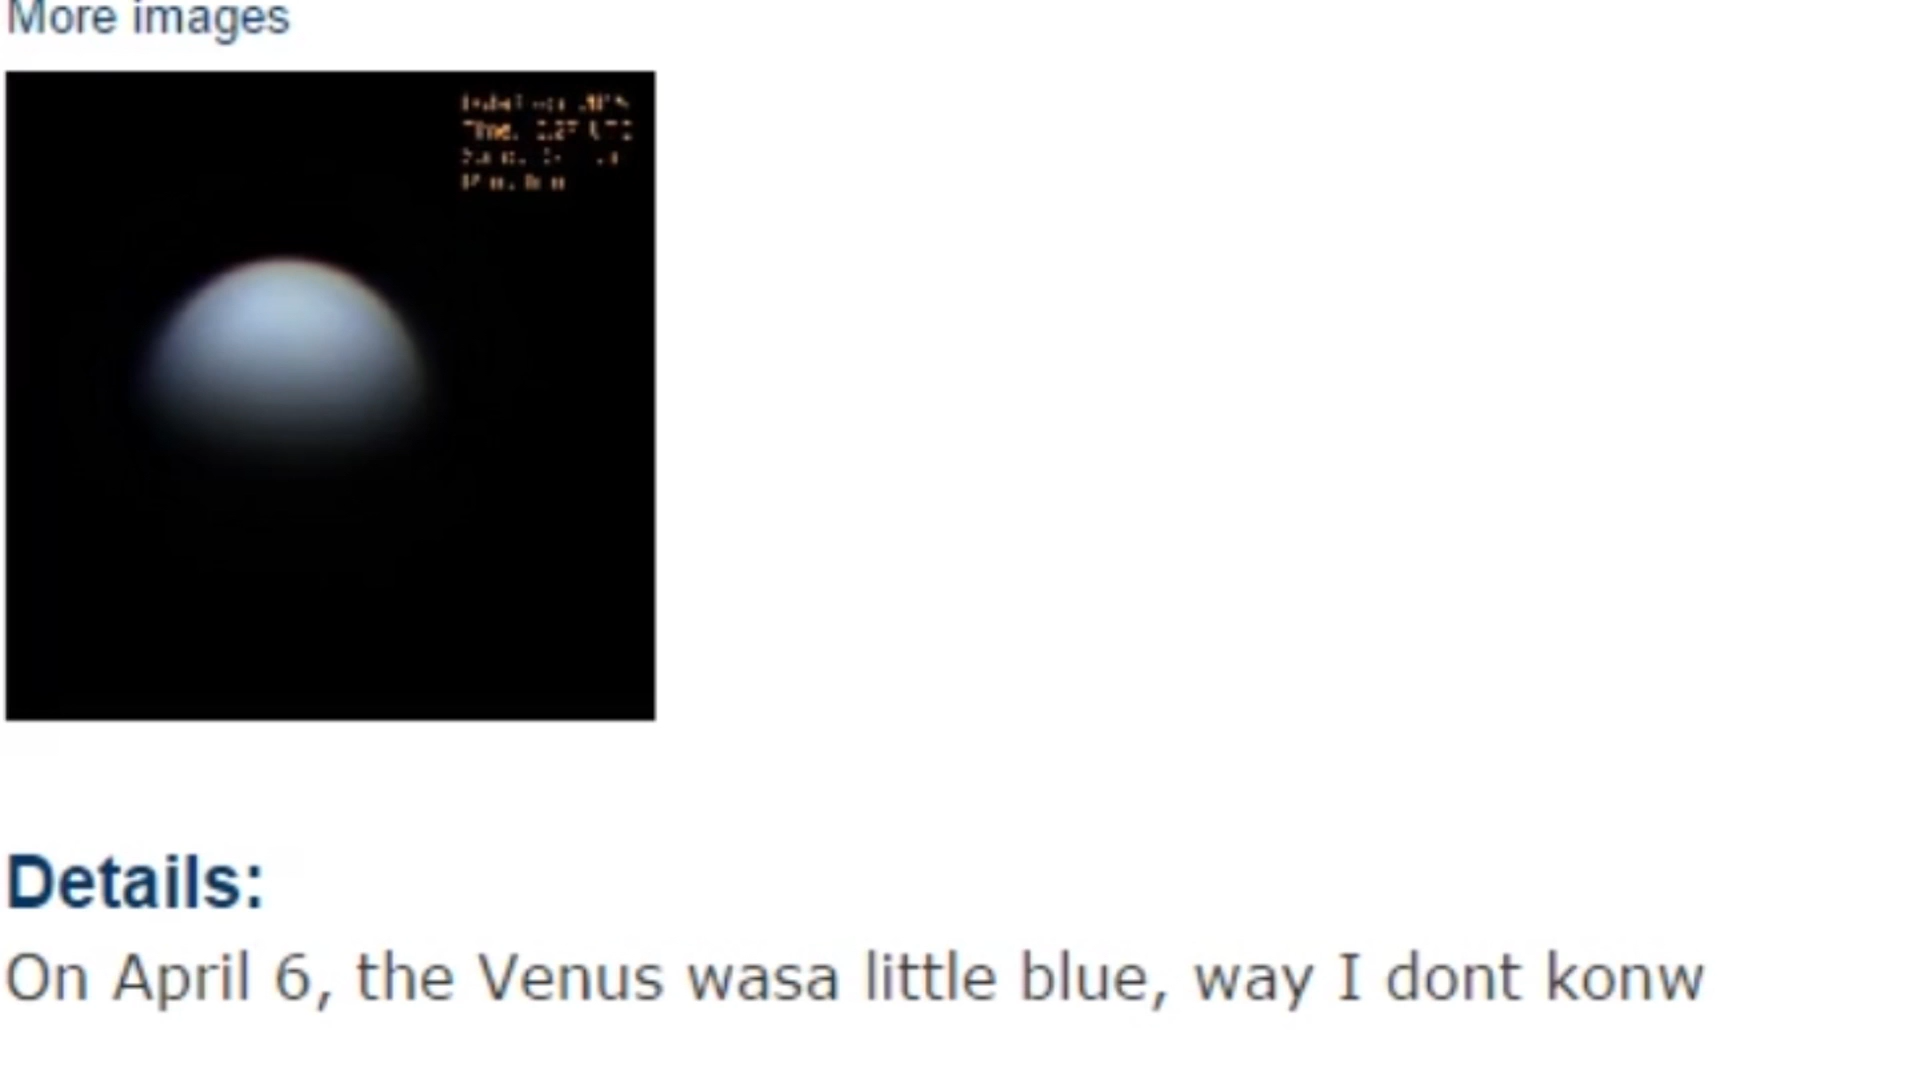 More images
Details:
On April 6, the Venus wasa little blue, way I dont konw